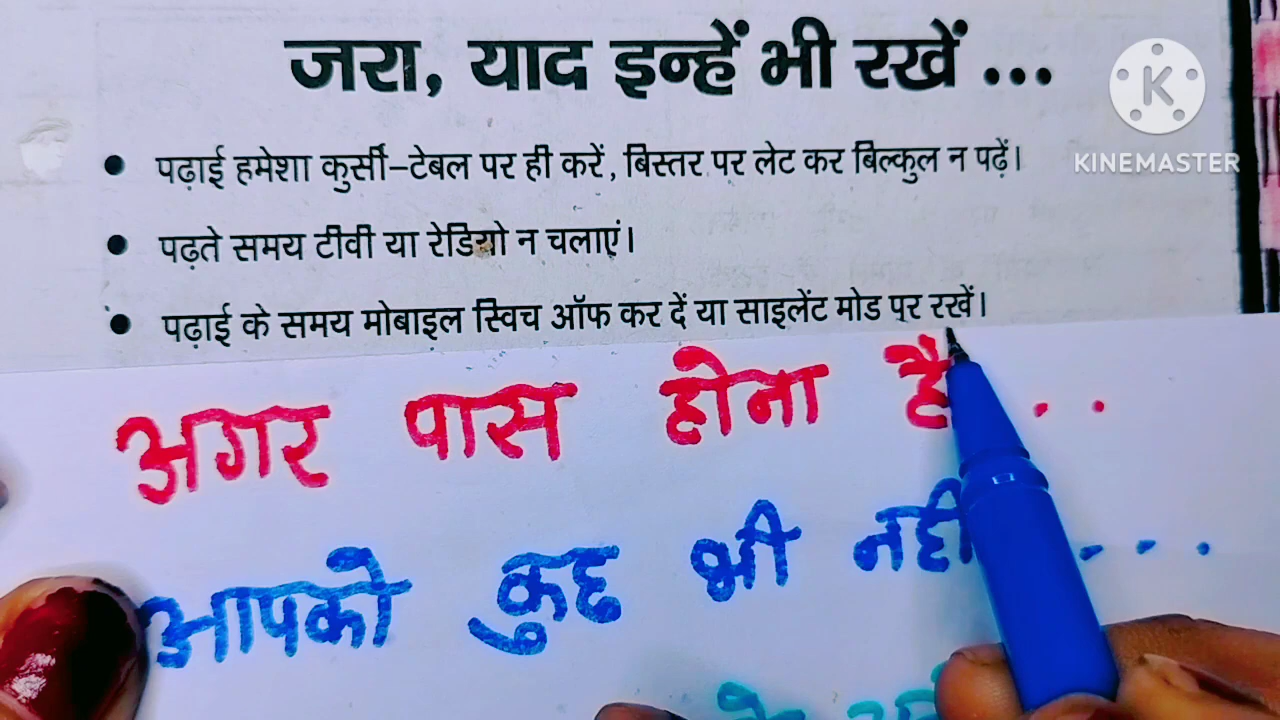 जरा, याद इन्हें भी रखें ...
KINEMASTER
• पढ़ाई हमेशा कुर्सी-टेबल पर ही करें, बिस्तर पर लेट कर बिल्कुल न पढ़ें।
• पढ़ते समय टीवी या रेडियो न चलाएं।
• पढ़ाई के समय मोबाइल स्विच ऑफ कर दें या साइलेंट मोड पर रखें।
अगर पास होना है . . .
आपको कुछ भी नही . . .